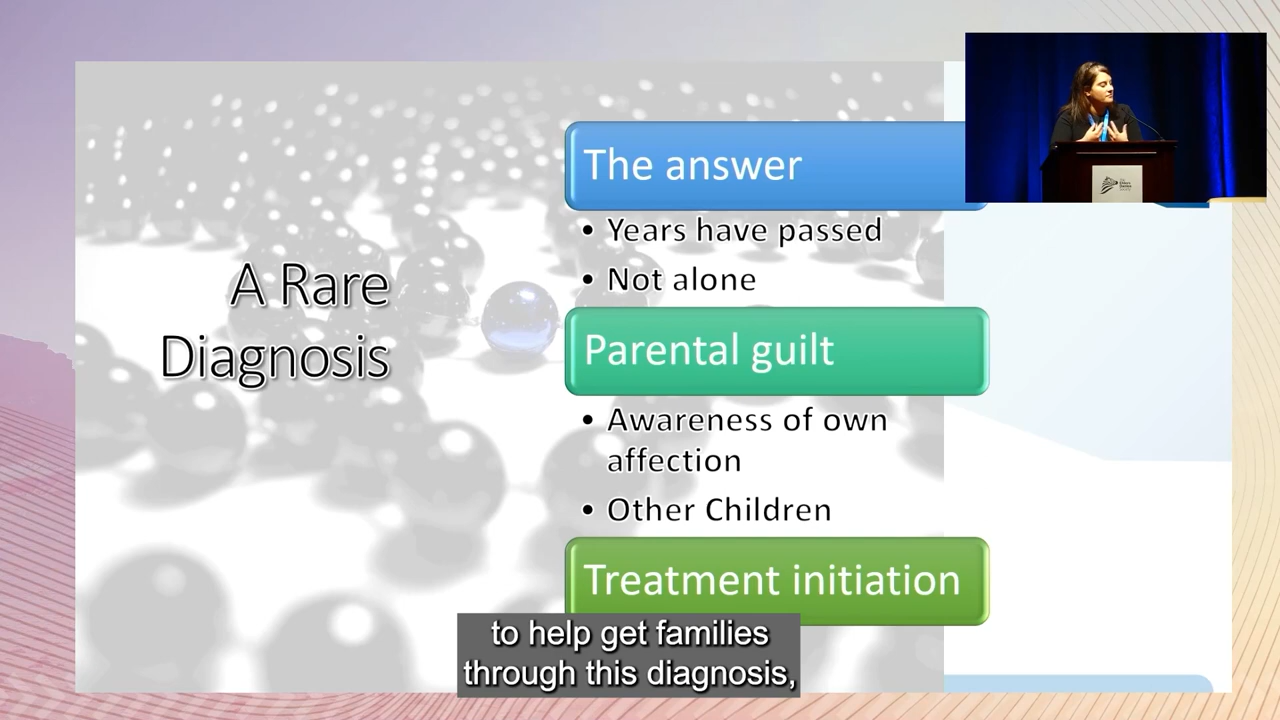 A Rare
Diagnosis
The answer
• Years have passed
• Not alone
Parental guilt
• Awareness of own
affection
• Other Children
Treatment initiation
to help get families
through this diagnosis,